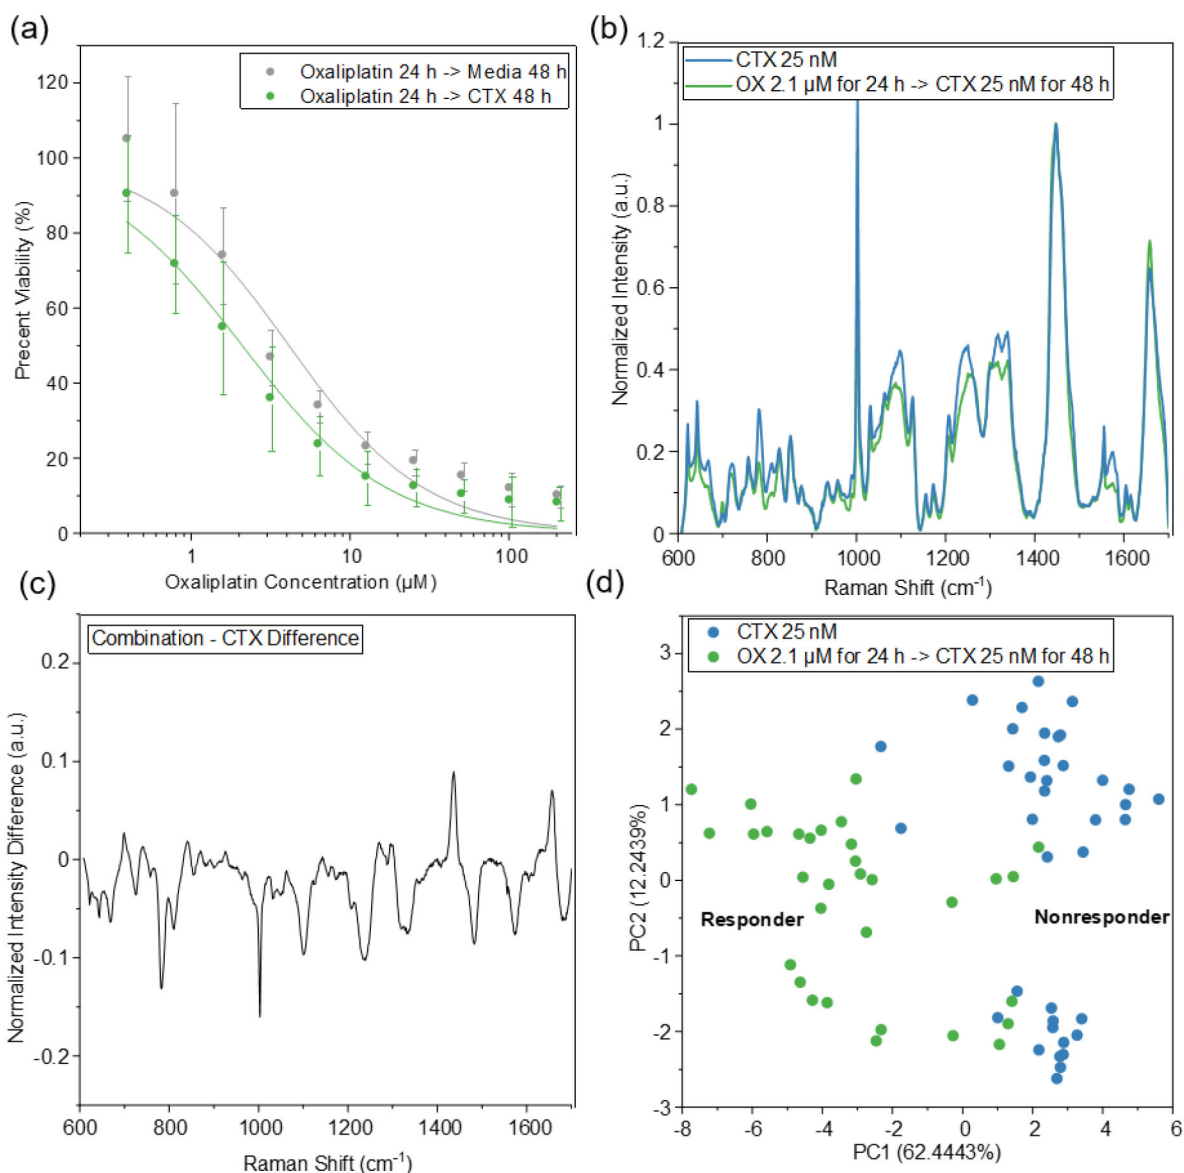 (a)
Oxaliplatin 24 h -> Media 48 h
Oxaliplatin 24 h -> CTX 48 h
Precent Viability (%)
120
100
80
60
40
20
0
1
10
100
Oxaliplatin Concentration (µM)
(b)
CTX 25 nM
OX 2.1 µM for 24 h -> CTX 25 nM for 48 h
Normalized Intensity (a.u.)
1.2
1
0.8
0.6
0.4
0.2
0
600
800
1000
1200
1400
1600
Raman Shift (cm⁻¹)
(c)
Combination - CTX Difference
Normalized Intensity Difference (a.u.)
0.2
0.1
0
-0.1
-0.2
600
800
1000
1200
1400
1600
Raman Shift (cm⁻¹)
(d)
CTX 25 nM
OX 2.1 µM for 24 h -> CTX 25 nM for 48 h
PC2 (12.2439%)
3
2
1
0
-1
-2
-3
Responder
Nonresponder
-8
-6
-4
-2
0
2
4
6
PC1 (62.4443%)